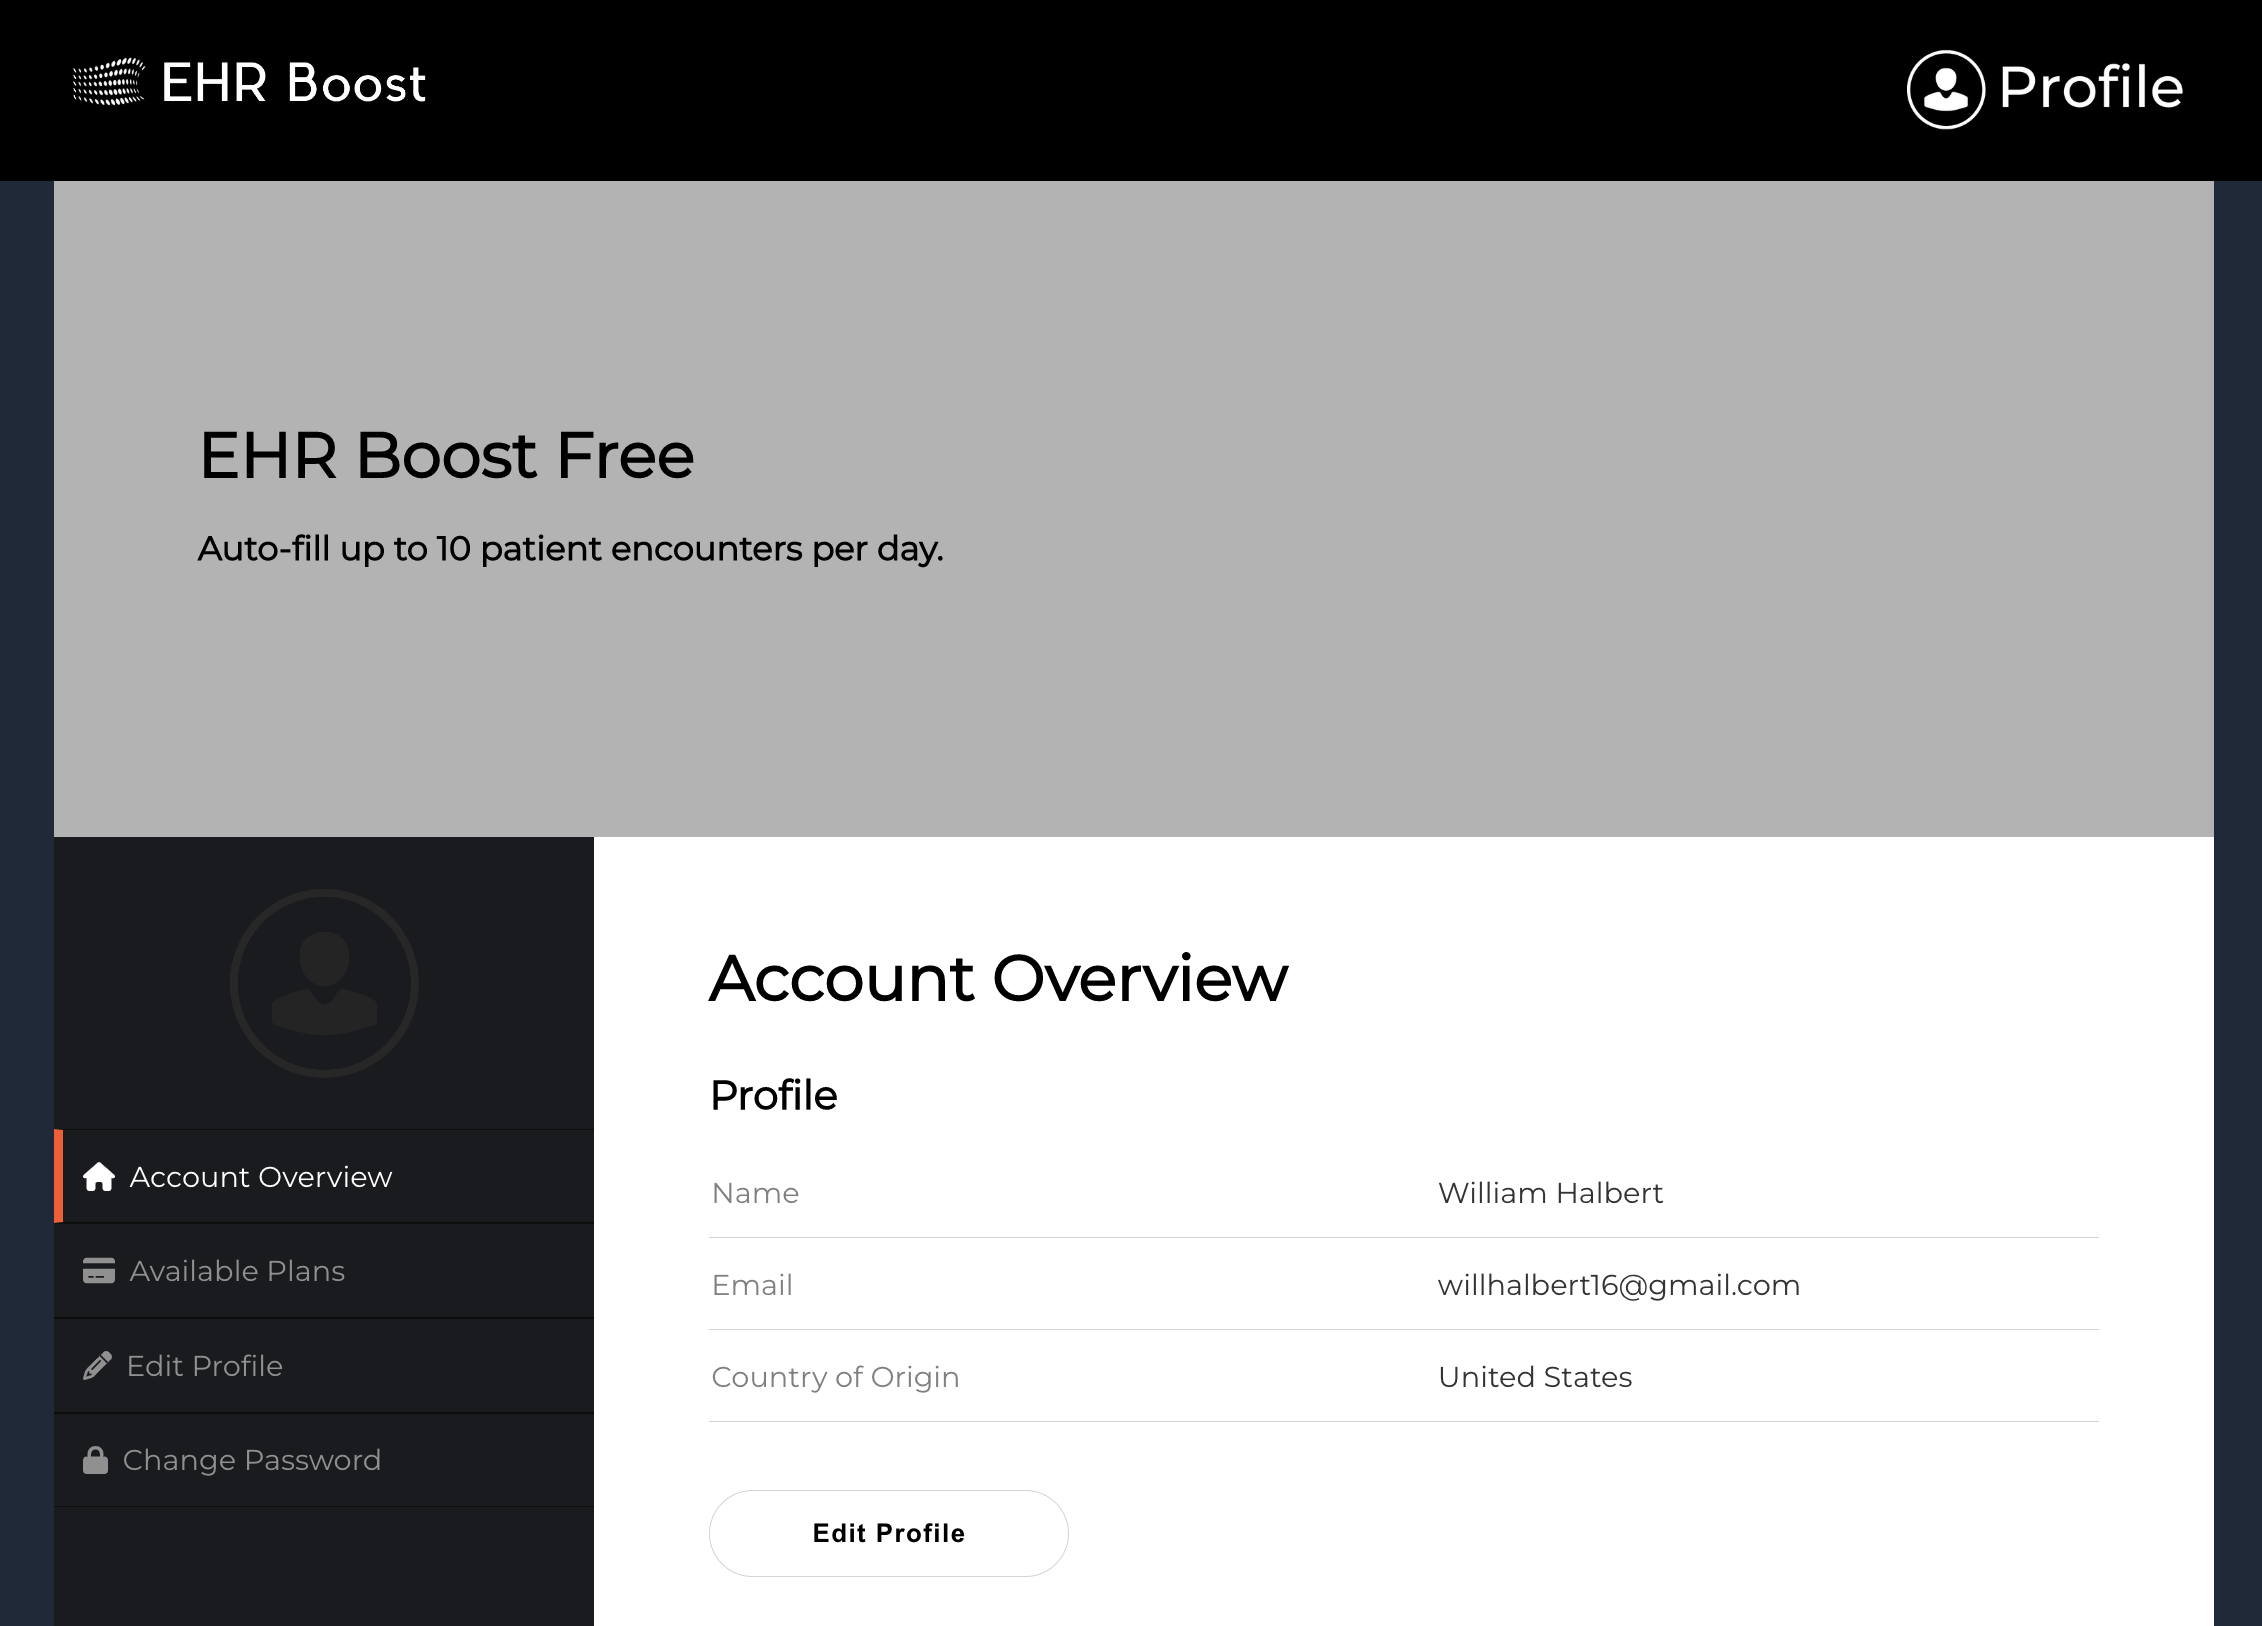 EHR Boost
Profile
EHR Boost Free
Auto-fill up to 10 patient encounters per day.
Account Overview
Available Plans
Edit Profile
Change Password
Account Overview
Profile
Name William Halbert
Email willhalbert16@gmail.com
Country of Origin United States
Edit Profile